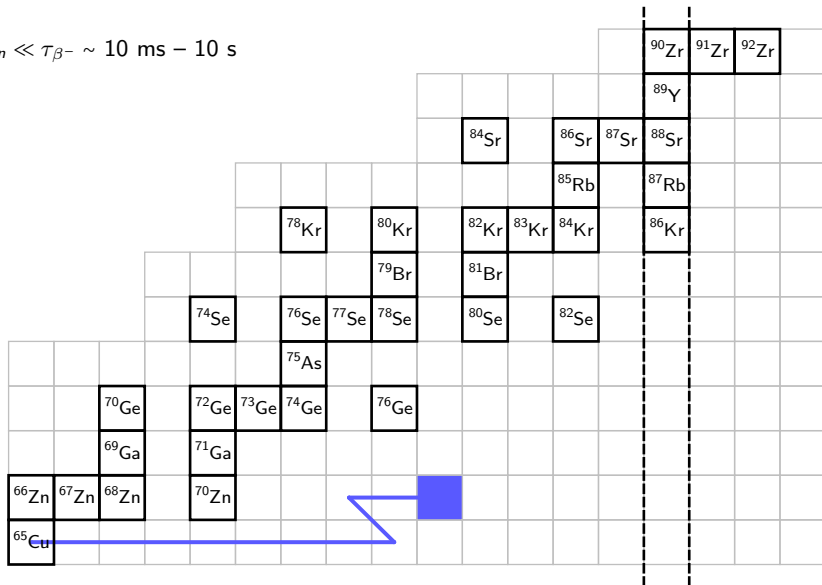 n ≪ τβ⁻ ~ 10 ms − 10 s
⁹⁰Zr ⁹¹Zr ⁹²Zr
⁸⁹Y
⁸⁴Sr ⁸⁶Sr ⁸⁷Sr ⁸⁸Sr
⁸⁵Rb ⁸⁷Rb
⁷⁸Kr ⁸⁰Kr ⁸²Kr ⁸³Kr ⁸⁴Kr ⁸⁶Kr
⁷⁹Br ⁸¹Br
⁷⁴Se ⁷⁶Se ⁷⁷Se ⁷⁸Se ⁸⁰Se ⁸²Se
⁷⁵As
⁷⁰Ge ⁷²Ge ⁷³Ge ⁷⁴Ge ⁷⁶Ge
⁶⁹Ga ⁷¹Ga
⁶⁶Zn ⁶⁷Zn ⁶⁸Zn ⁷⁰Zn
⁶⁵Cu